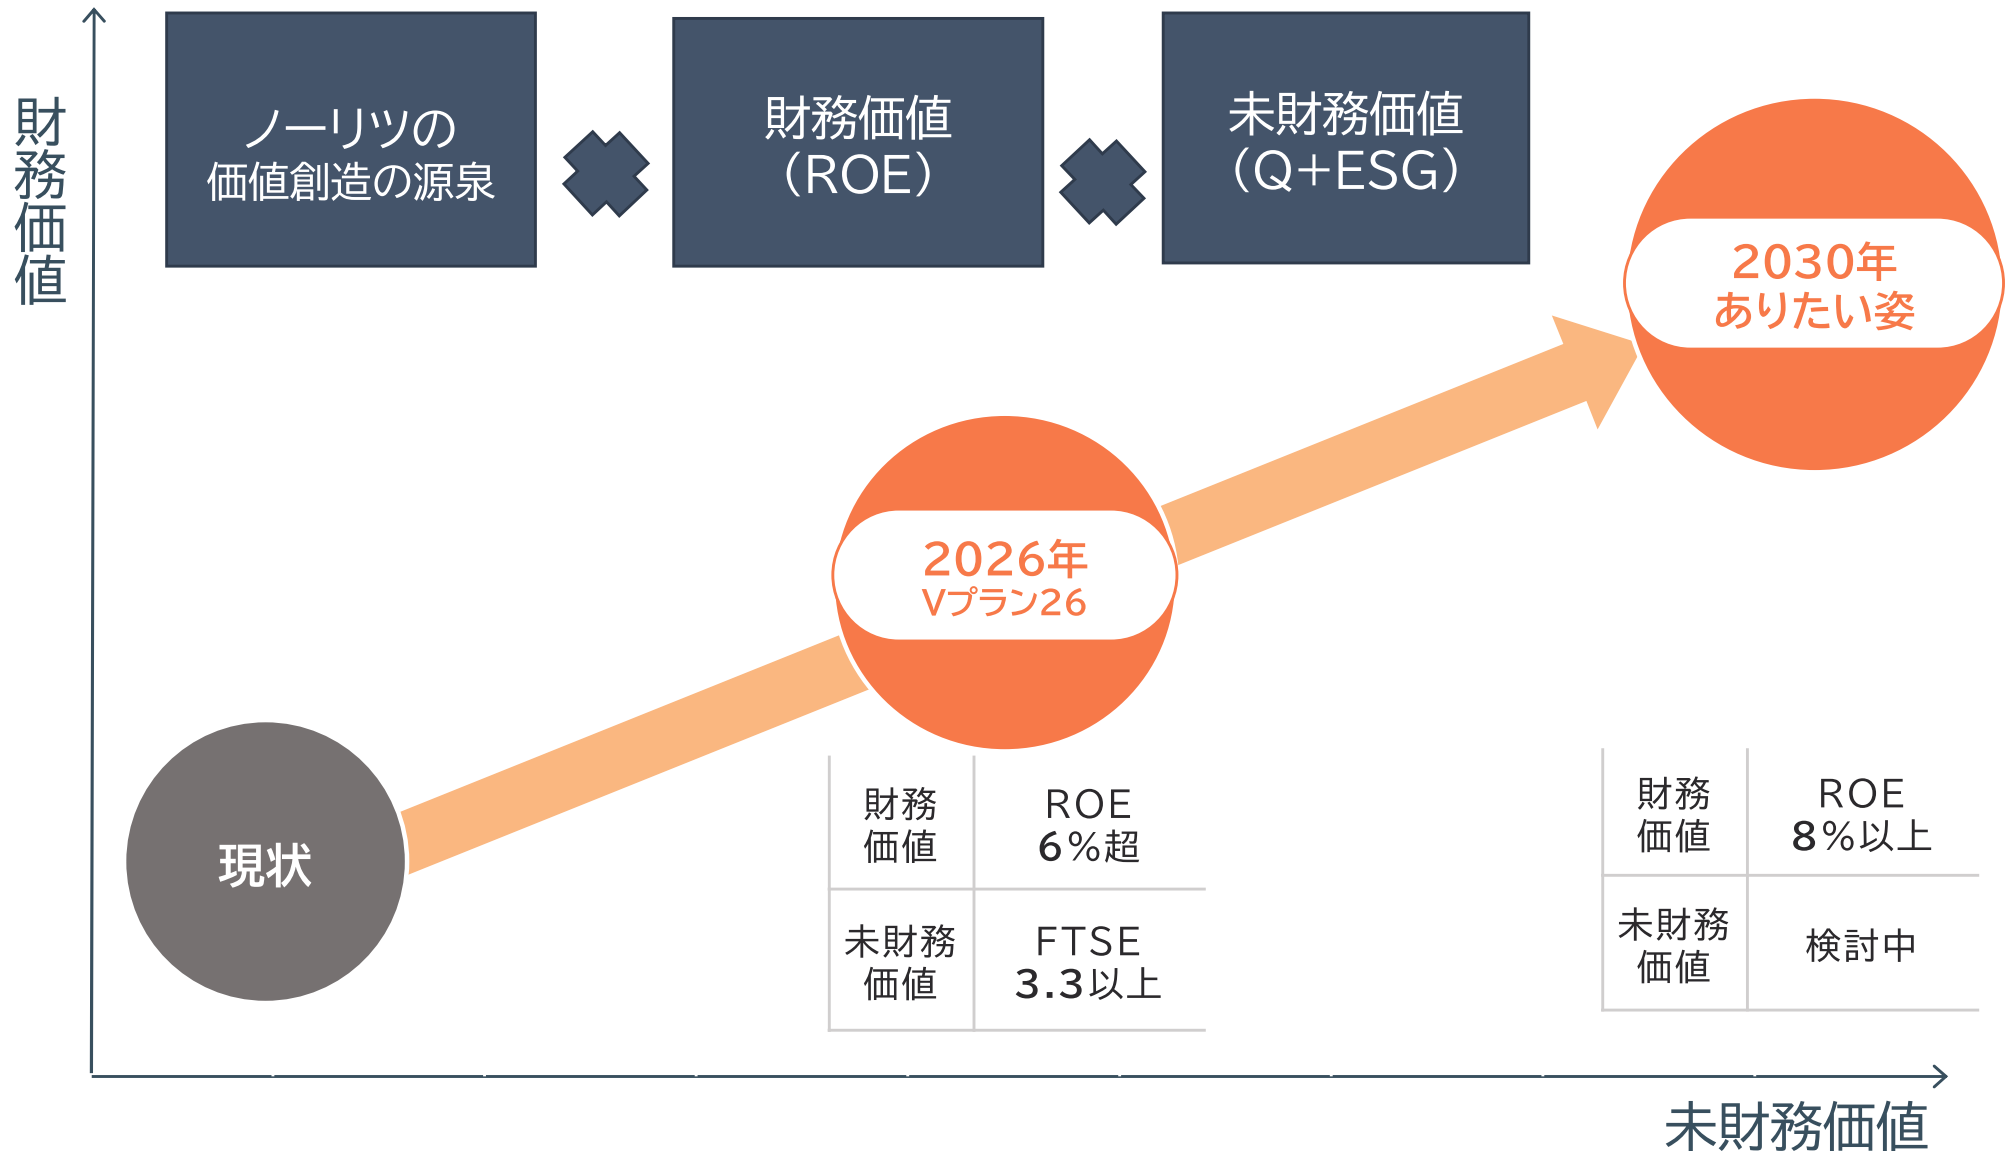 財務価値
ノーリツの
価値創造の源泉
財務価値
（ROE）
未財務価値
（Q+ESG）
2030年
ありたい姿
2026年
Vプラン26
現状
財務
価値
ROE
6％超
未財務
価値
FTSE
3.3以上
財務
価値
ROE
8％以上
未財務
価値
検討中
未財務価値